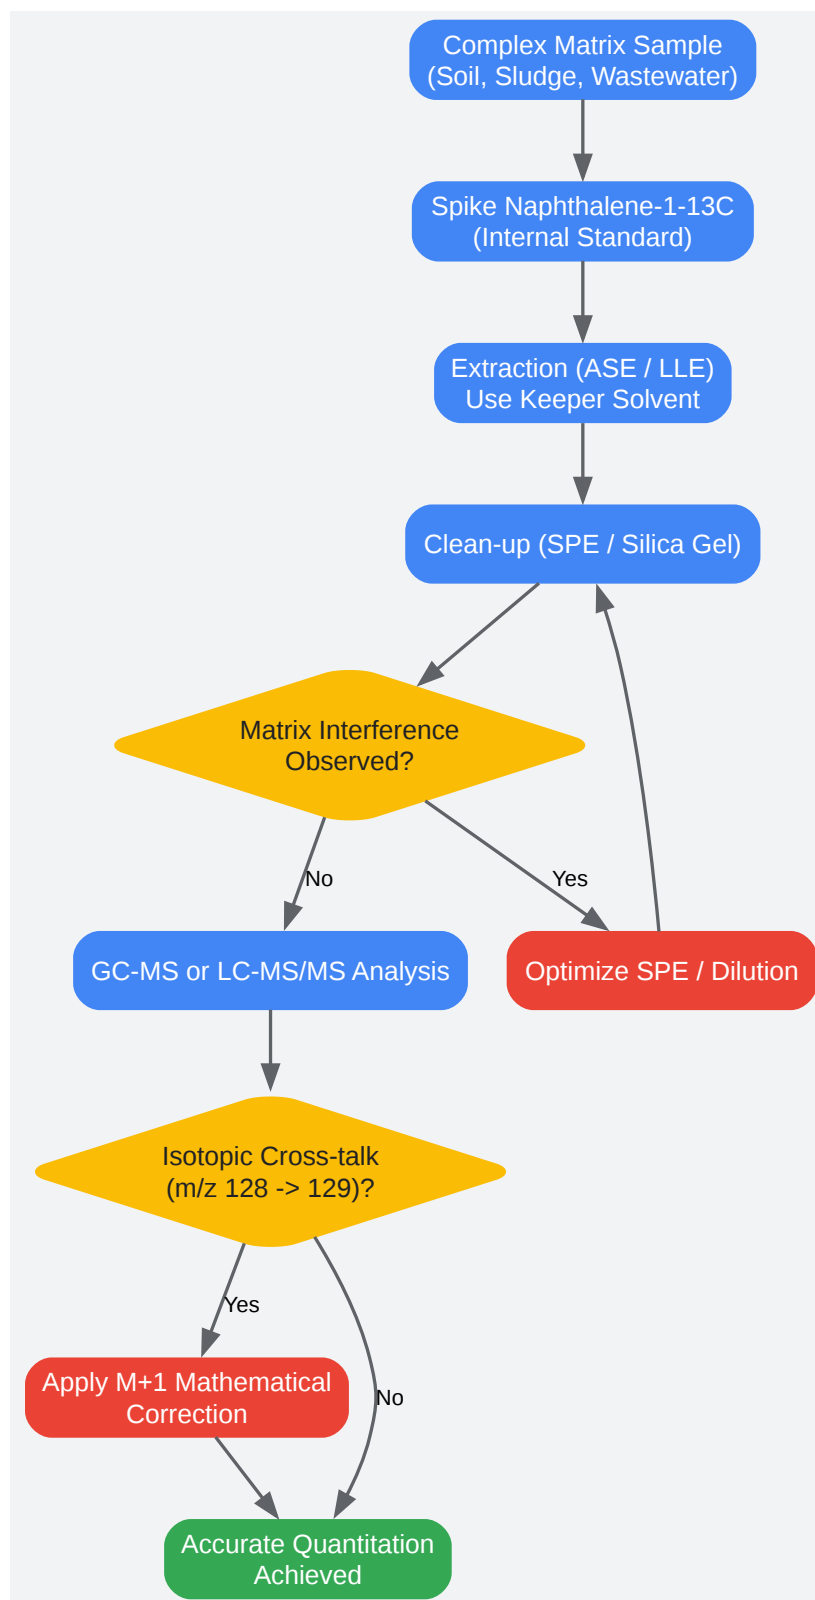 Complex Matrix Sample
(Soil, Sludge, Wastewater)
Spike Naphthalene-1-13C
(Internal Standard)
Extraction (ASE / LLE)
Use Keeper Solvent
Clean-up (SPE / Silica Gel)
Matrix Interference
Observed?
No
Yes
GC-MS or LC-MS/MS Analysis
Optimize SPE / Dilution
Isotopic Cross-talk
(m/z 128 -> 129)?
Yes
No
Apply M+1 Mathematical
Correction
Accurate Quantitation
Achieved